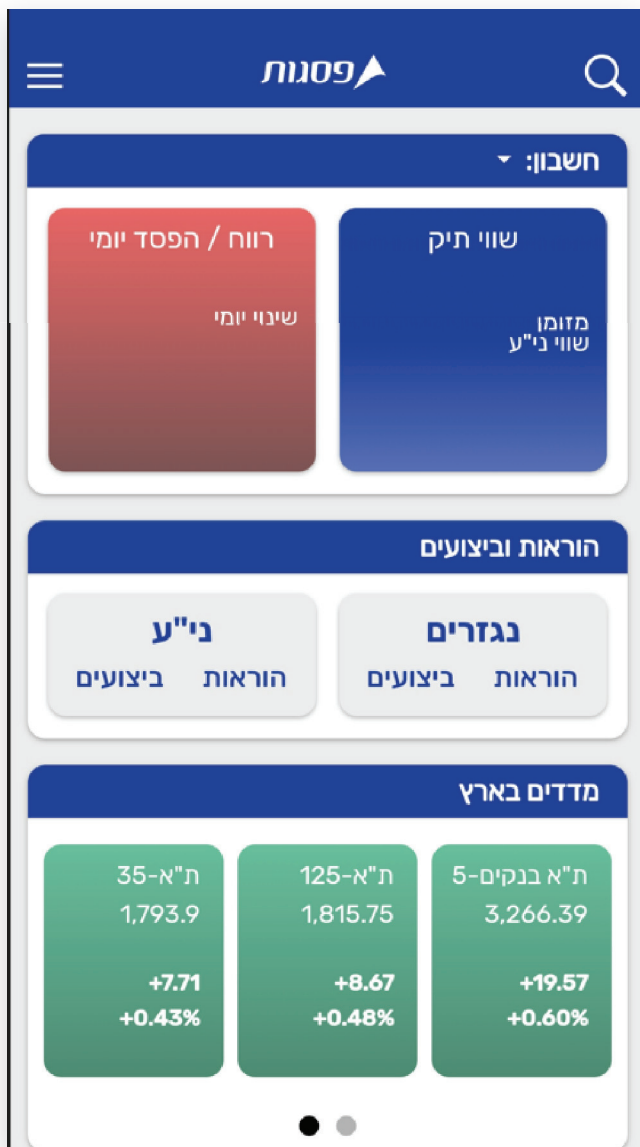 פסגות
חשבון:
שווי תיק
מזומן
שווי ני"ע
רווח / הפסד יומי
שינוי יומי
הוראות וביצועים
נגזרים
הוראות ביצועים
ני"ע
הוראות ביצועים
מדדים בארץ
ת"א בנקים-5
3,266.39
+19.57
+0.60%
ת"א-125
1,815.75
+8.67
+0.48%
ת"א-35
1,793.9
+7.71
+0.43%